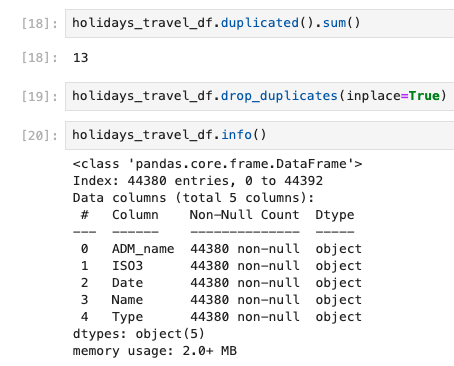 [18]: holidays_travel_df.duplicated().sum()
[18]: 13
[19]: holidays_travel_df.drop_duplicates(inplace=True)
[20]: holidays_travel_df.info()
<class 'pandas.core.frame.DataFrame'>
Index: 44380 entries, 0 to 44392
Data columns (total 5 columns):
 #   Column    Non-Null Count  Dtype
---  ------    --------------  -----
 0   ADM_name  44380 non-null  object
 1   ISO3      44380 non-null  object
 2   Date      44380 non-null  object
 3   Name      44380 non-null  object
 4   Type      44380 non-null  object
dtypes: object(5)
memory usage: 2.0+ MB